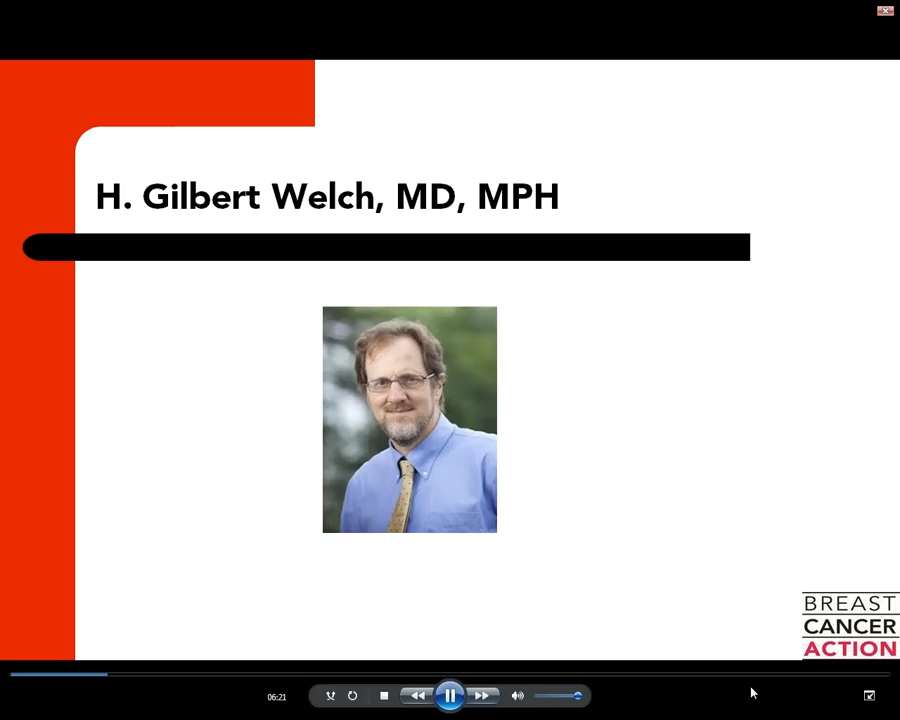 H. Gilbert Welch, MD, MPH
BREAST
CANCER
ACTION
06:21